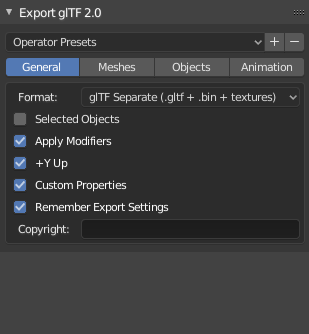 Export glTF 2.0
Operator Presets
General Meshes Objects Animation
Format: glTF Separate (.gltf + .bin + textures)
Selected Objects
Apply Modifiers
+Y Up
Custom Properties
Remember Export Settings
Copyright: